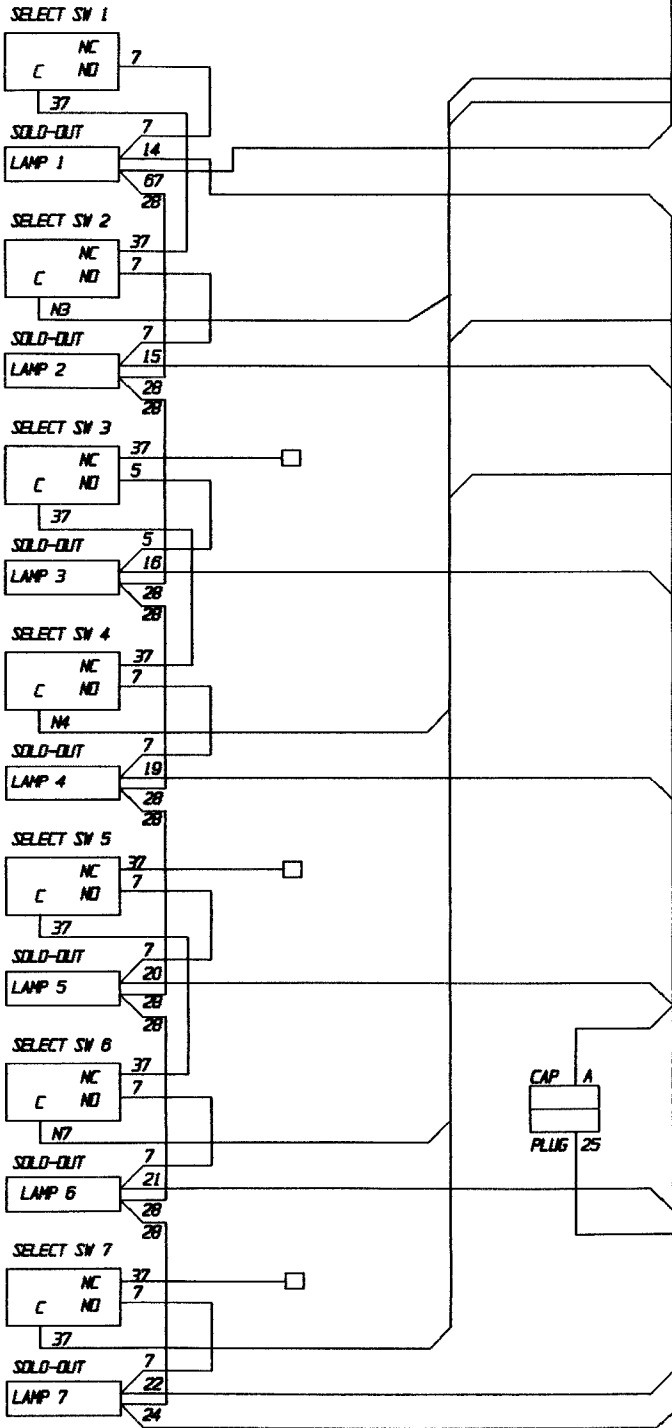 SELECT SW 1
NC 7
C NO
37
SOLD-OUT 7
14
LAMP 1
67
28
SELECT SW 2
37
NC 7
C NO
N3
SOLD-OUT 7
15
LAMP 2
28
28
SELECT SW 3
37
NC 5
C NO
37
SOLD-OUT 5
16
LAMP 3
28
28
SELECT SW 4
37
NC 7
C NO
N4
SOLD-OUT 7
19
LAMP 4
28
28
SELECT SW 5
37
NC 7
C NO
37
SOLD-OUT 7
20
LAMP 5
28
28
SELECT SW 6
37
NC 7
C NO
N7
CAP A
PLUG 25
SOLD-OUT 7
21
LAMP 6
28
28
SELECT SW 7
37
NC 7
C NO
37
SOLD-OUT 7
22
LAMP 7
24